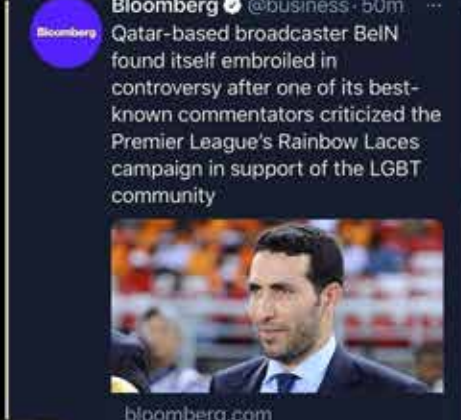 Bloomberg @business · 50m
Bloomberg
Qatar-based broadcaster BeIN
found itself embroiled in
controversy after one of its best-
known commentators criticized the
Premier League's Rainbow Laces
campaign in support of the LGBT
community
bloomberg.com